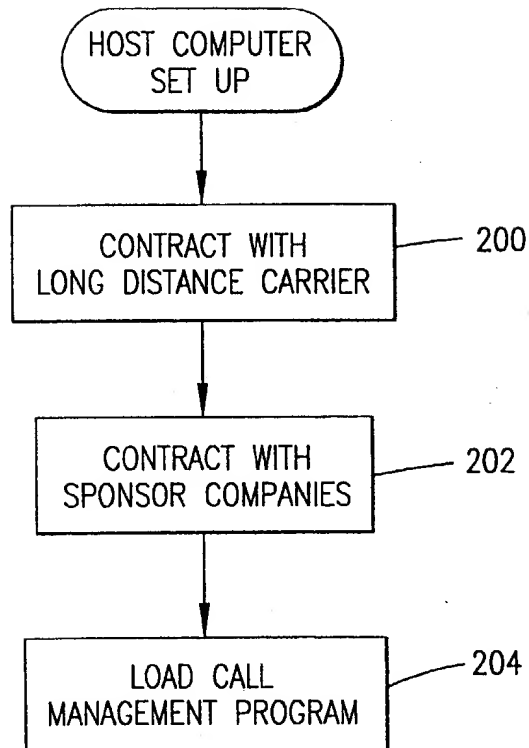 HOST COMPUTER
SET UP
CONTRACT WITH
LONG DISTANCE CARRIER
200
CONTRACT WITH
SPONSOR COMPANIES
202
LOAD CALL
MANAGEMENT PROGRAM
204